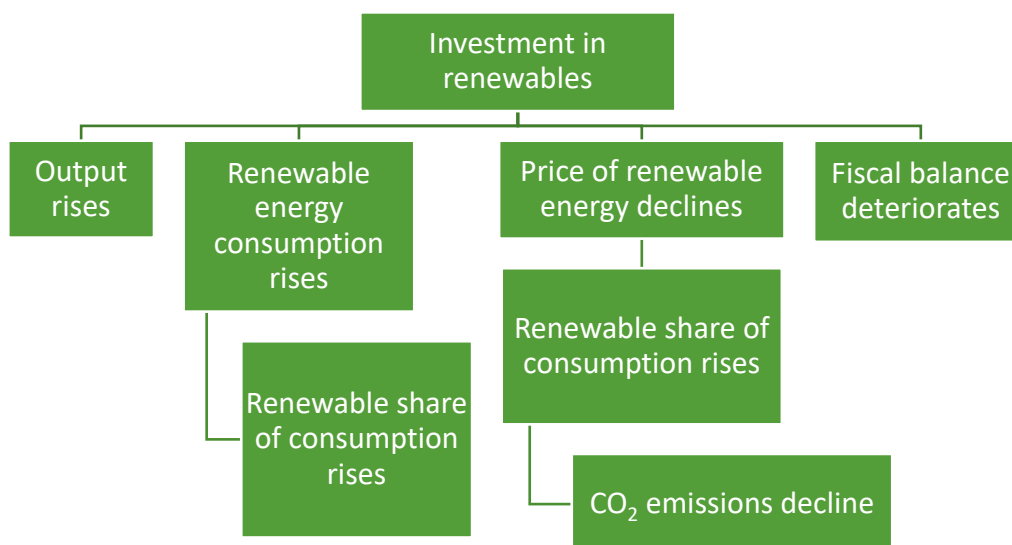 Investment in
renewables
Output
rises
Renewable
energy
consumption
rises
Price of renewable
energy declines
Fiscal balance
deteriorates
Renewable share
of consumption
rises
Renewable share of
consumption rises
CO₂ emissions decline